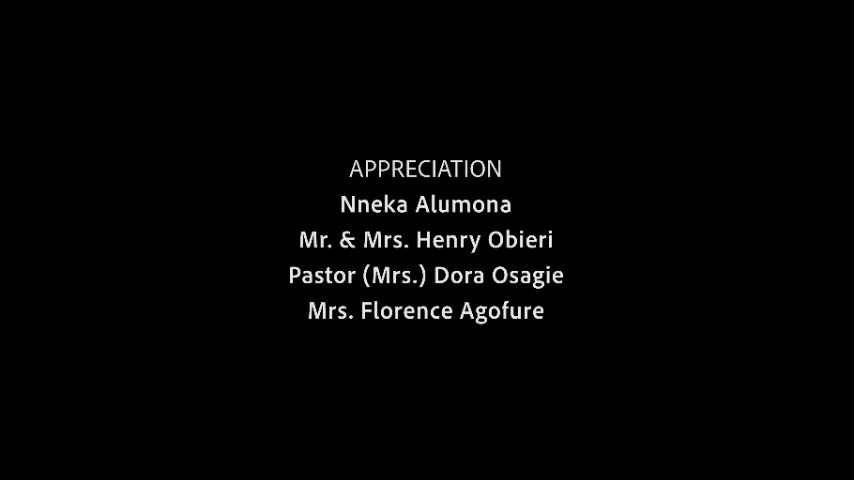 APPRECIATION
Nneka Alumona
Mr. & Mrs. Henry Obieri
Pastor (Mrs.) Dora Osagie
Mrs. Florence Agofure